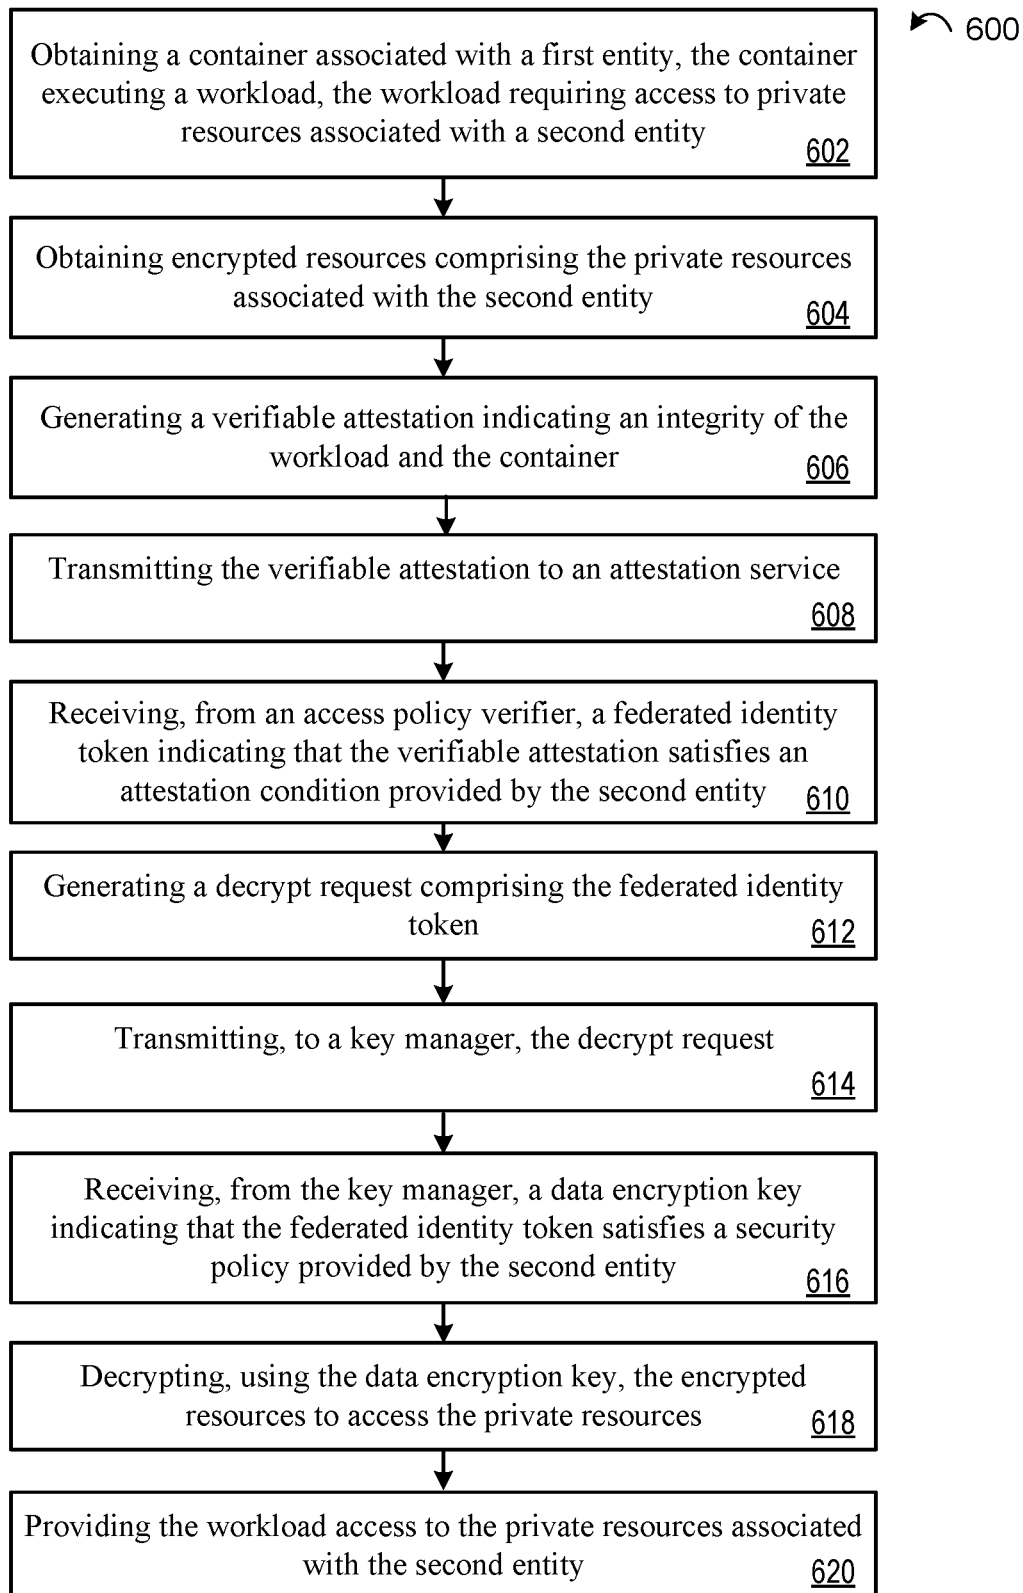 600
Obtaining a container associated with a first entity, the container
executing a workload, the workload requiring access to private
resources associated with a second entity
602
Obtaining encrypted resources comprising the private resources
associated with the second entity
604
Generating a verifiable attestation indicating an integrity of the
workload and the container
606
Transmitting the verifiable attestation to an attestation service
608
Receiving, from an access policy verifier, a federated identity
token indicating that the verifiable attestation satisfies an
attestation condition provided by the second entity
610
Generating a decrypt request comprising the federated identity
token
612
Transmitting, to a key manager, the decrypt request
614
Receiving, from the key manager, a data encryption key
indicating that the federated identity token satisfies a security
policy provided by the second entity
616
Decrypting, using the data encryption key, the encrypted
resources to access the private resources
618
Providing the workload access to the private resources associated
with the second entity
620